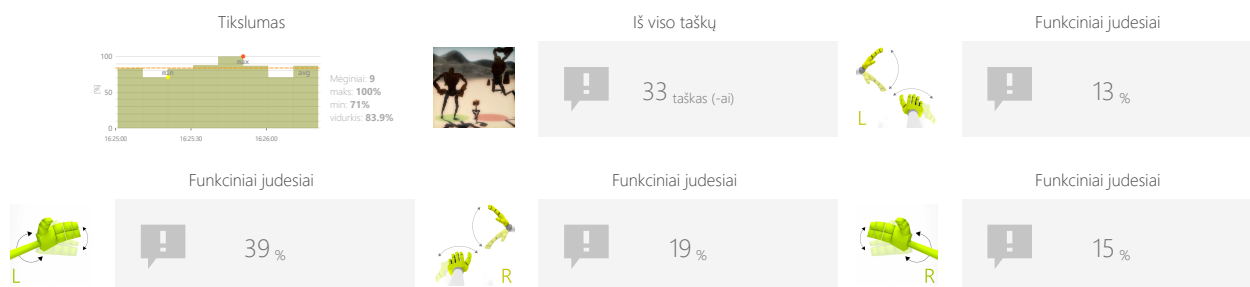 Tikslumas
100
50
0
[%]
min
max
avg
16:25:00
16:25:30
16:26:00
Mėginiai: 9
maks: 100%
min: 71%
vidurkis: 83.9%
Iš viso taškų
33 taškas (-ai)
Funkciniai judesiai
L
13 %
Funkciniai judesiai
L
39 %
Funkciniai judesiai
R
19 %
Funkciniai judesiai
R
15 %